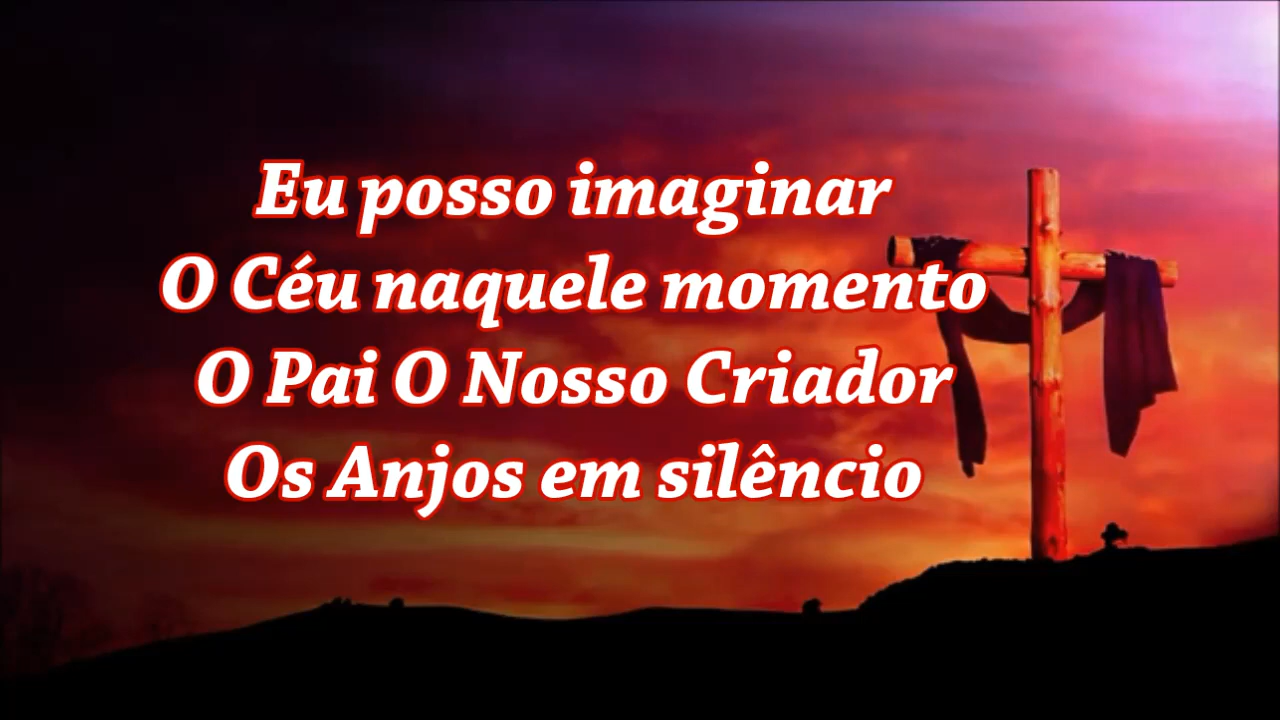 Eu posso imaginar
O Céu naquele momento
O Pai O Nosso Criador
Os Anjos em silêncio